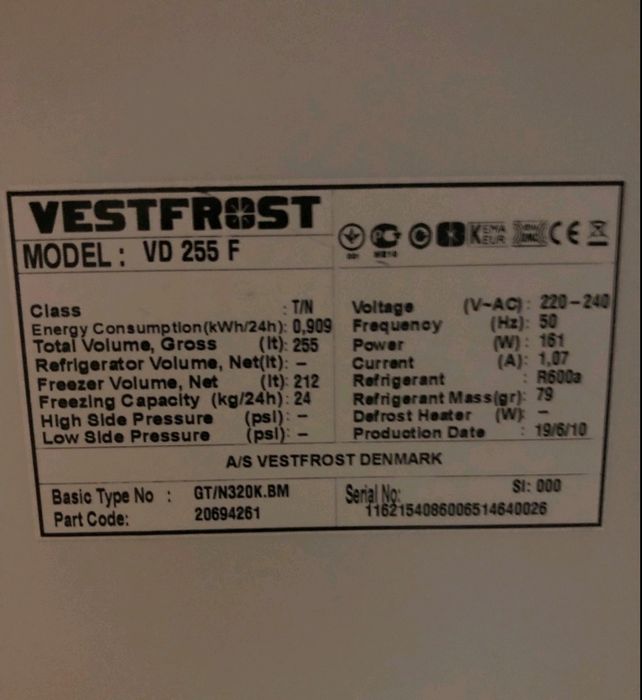 VESTFROST
MODEL : VD 255 F
Class : T/N
Energy Consumption(kWh/24h): 0,909
Total Volume, Gross (lt): 255
Refrigerator Volume, Net(lt): –
Freezer Volume, Net (lt): 212
Freezing Capacity (kg/24h): 24
High Side Pressure (psi): –
Low Side Pressure (psi): –
Voltage (V~AC) : 220-240
Frequency (Hz) : 50
Power (W) : 161
Current (A) : 1,07
Refrigerant : R600a
Refrigerant Mass(gr): 79
Defrost Heater (W): –
Production Date : 19/6/10
A/S VESTFROST DENMARK
Basic Type No : GT/N320K.BM
Part Code: 20694261
SI: 000
Serial No:
1162154086006514640026